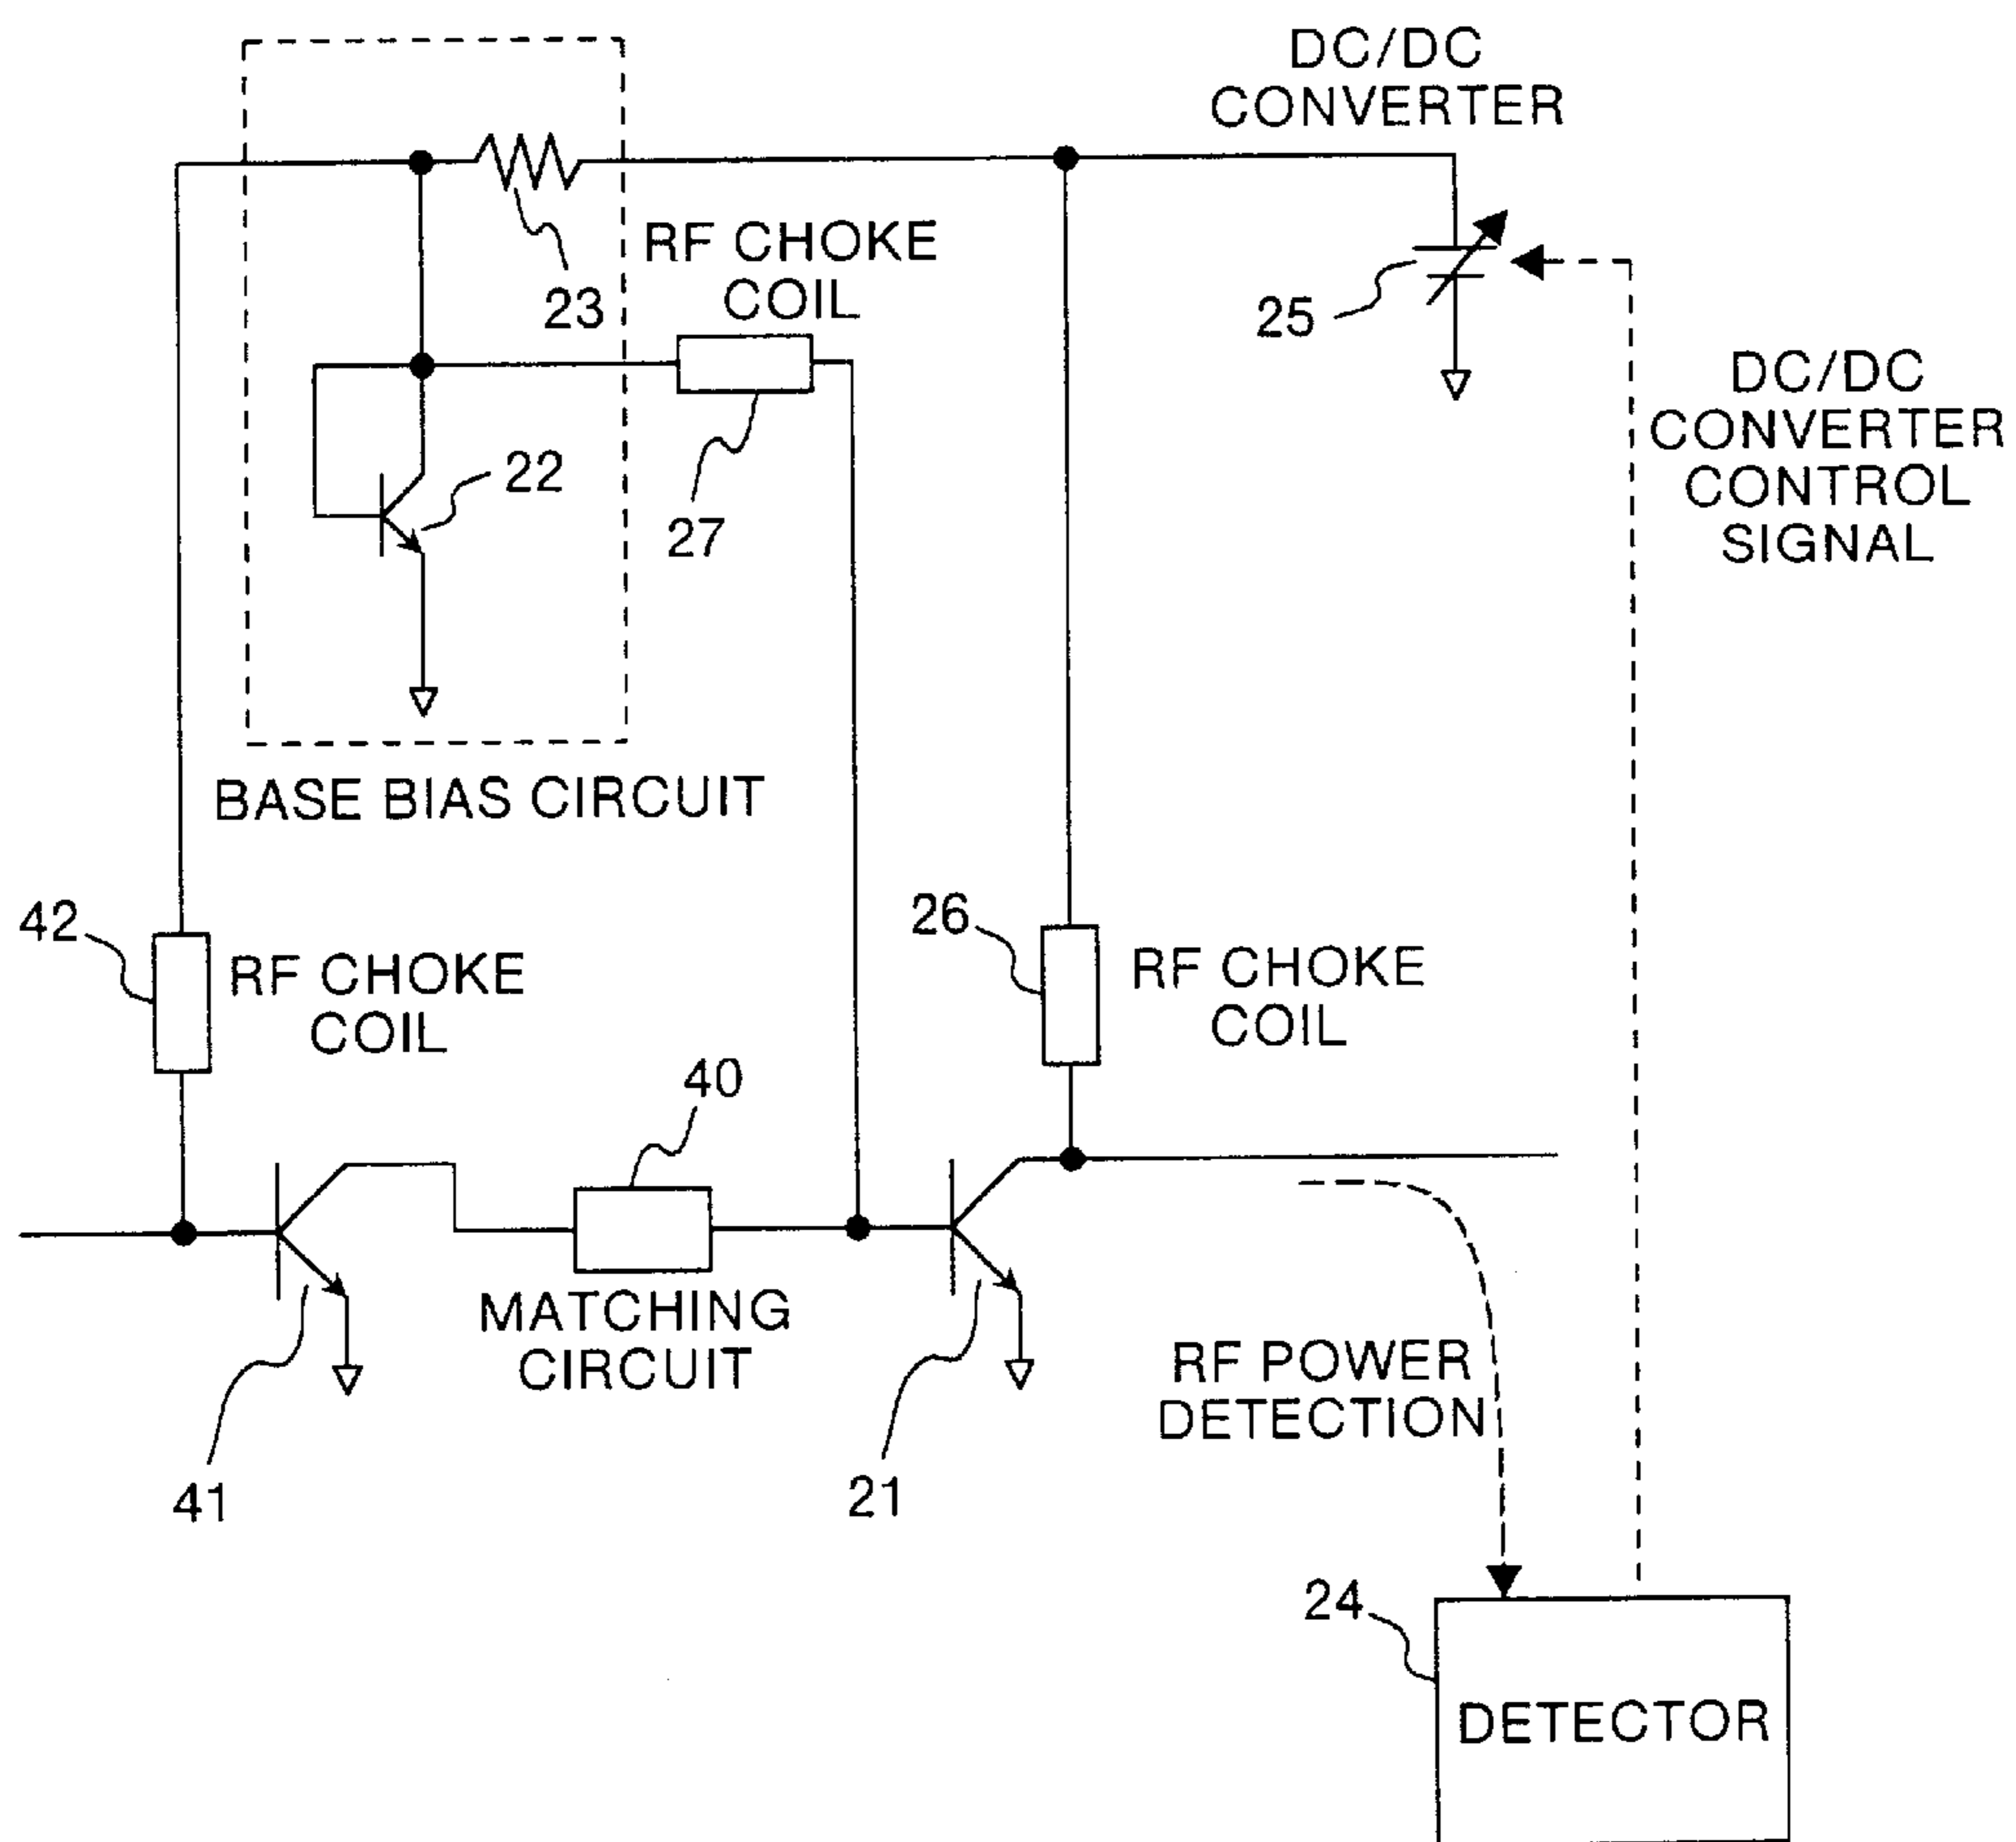 DC/DC
CONVERTER
RF CHOKE
COIL
23
25
DC/DC
CONVERTER
CONTROL
SIGNAL
22
27
BASE BIAS CIRCUIT
42
RF CHOKE
COIL
26
RF CHOKE
COIL
40
MATCHING
CIRCUIT
RF POWER
DETECTION
41
21
24
DETECTOR